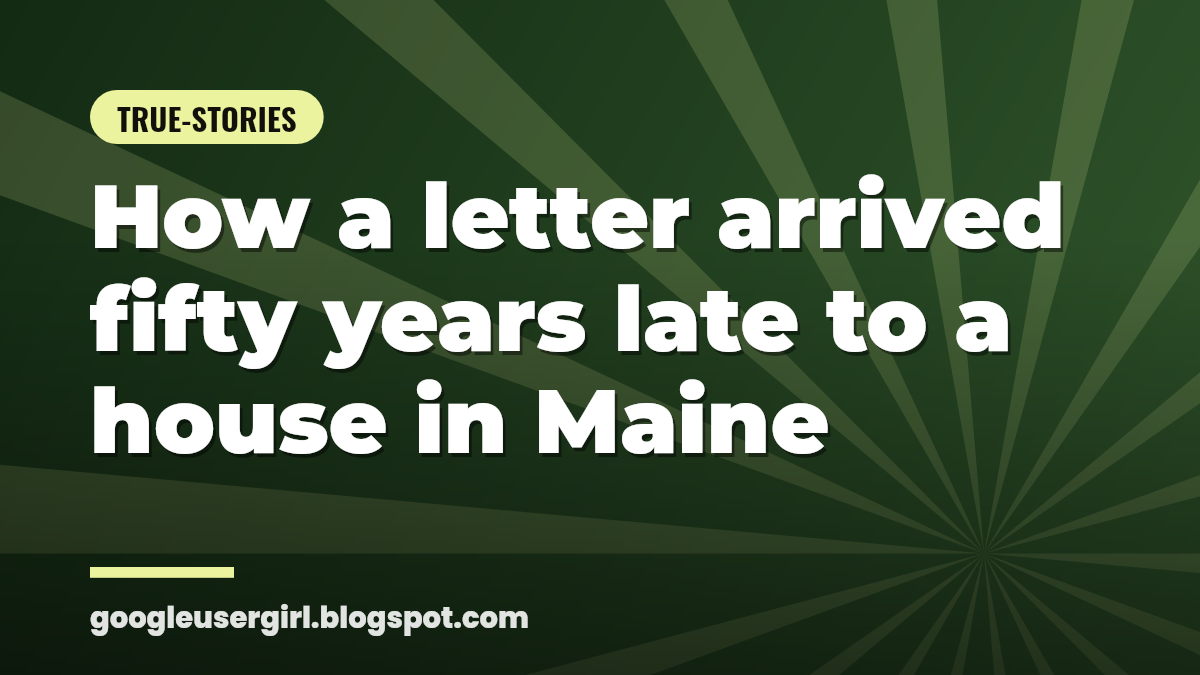 TRUE-STORIES
How a letter arrived
fifty years late to a
house in Maine
googleusergirl.blogspot.com